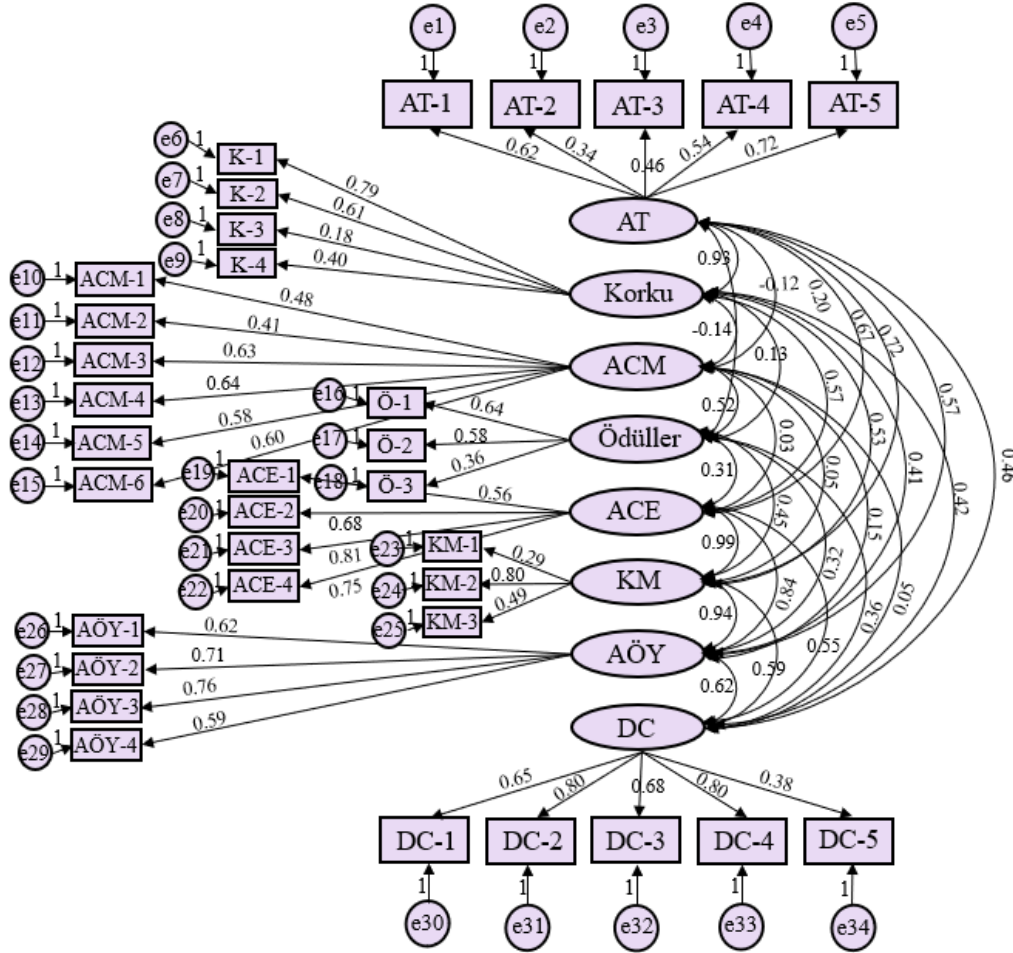 e1 e2 e3 e4 e5
1 1 1 1 1
AT-1 AT-2 AT-3 AT-4 AT-5
0.62 0.34 0.46 0.54 0.72
AT
e6 1 K-1 0.79
e7 1 K-2 0.61
e8 1 K-3 0.18
e9 1 K-4 0.40
Korku
e10 1 ACM-1 0.48
e11 1 ACM-2 0.41
e12 1 ACM-3 0.63
e13 1 ACM-4 0.64
e14 1 ACM-5 0.58
e15 1 ACM-6 0.60
ACM
e16 1 Ö-1 0.64
e17 1 Ö-2 0.58
e18 1 Ö-3 0.36
Ödüller
e19 1 ACE-1 0.56
e20 1 ACE-2 0.68
e21 1 ACE-3 0.81
e22 1 ACE-4 0.75
ACE
e23 1 KM-1 0.29
e24 1 KM-2 0.80
e25 1 KM-3 0.49
KM
e26 1 AÖY-1 0.62
e27 1 AÖY-2 0.71
e28 1 AÖY-3 0.76
e29 1 AÖY-4 0.59
AÖY
DC
0.93 -0.12 0.20 0.67 0.72 0.57 0.46
-0.14 0.13 0.57 0.53 0.41 0.42
0.52 0.03 0.05 0.15 0.05
0.31 0.45 0.32 0.36
0.99 0.84 0.55
0.94 0.59
0.62
0.65 0.80 0.68 0.80 0.38
DC-1 DC-2 DC-3 DC-4 DC-5
1 1 1 1 1
e30 e31 e32 e33 e34